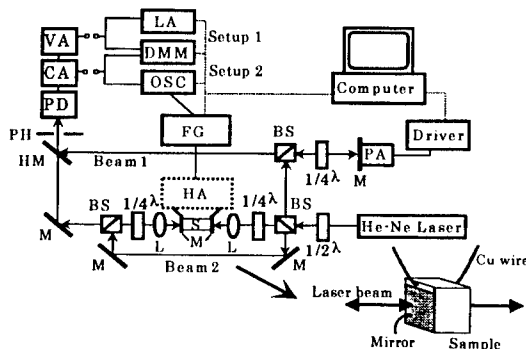 VA
LA
Setup 1
DMM
CA
Setup 2
OSC
Computer
PD
PH
FG
BS
Driver
HM
Beam 1
PA
1/4λ
M
HA
BS
1/4λ
1/4λ
BS
S
He-Ne Laser
M
L
M
L
1/2λ
M
Beam 2
M
Cu wire
Laser beam
Mirror
Sample